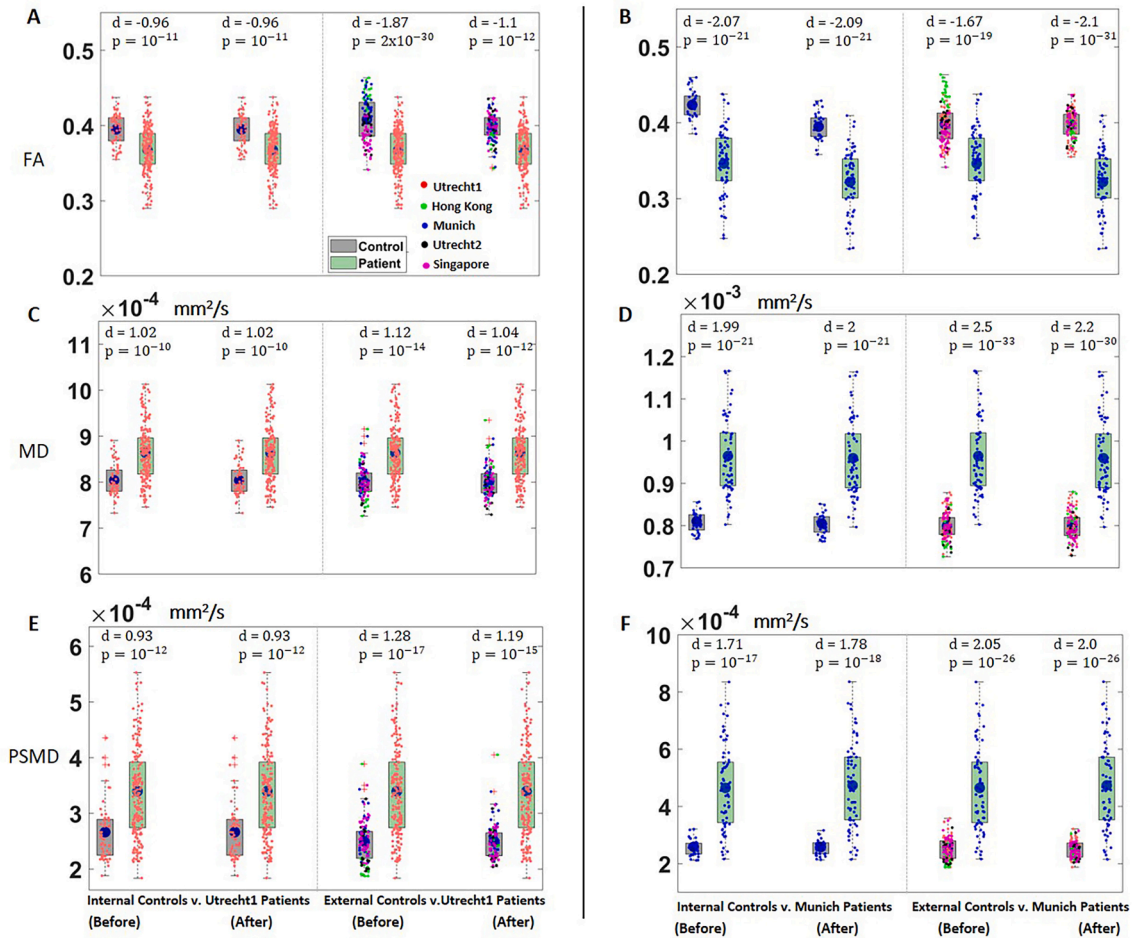 A
d = -0.96 d = -0.96 d = -1.87 d = -1.1
p = 10⁻¹¹ p = 10⁻¹¹ p = 2x10⁻³⁰ p = 10⁻¹²
0.5
0.4
FA
0.3
0.2
Utrecht1
Hong Kong
Munich
Utrecht2
Singapore
Control
Patient
B
d = -2.07 d = -2.09 d = -1.67 d = -2.1
p = 10⁻²¹ p = 10⁻²¹ p = 10⁻¹⁹ p = 10⁻³¹
0.5
0.4
0.3
0.2
C
×10⁻⁴ mm²/s
d = 1.02 d = 1.02 d = 1.12 d = 1.04
p = 10⁻¹⁰ p = 10⁻¹⁰ p = 10⁻¹⁴ p = 10⁻¹²
11
10
9
MD
8
7
6
D
×10⁻³ mm²/s
d = 1.99 d = 2 d = 2.5 d = 2.2
p = 10⁻²¹ p = 10⁻²¹ p = 10⁻³³ p = 10⁻³⁰
1.2
1.1
1
0.9
0.8
0.7
E
×10⁻⁴ mm²/s
d = 0.93 d = 0.93 d = 1.28 d = 1.19
p = 10⁻¹² p = 10⁻¹² p = 10⁻¹⁷ p = 10⁻¹⁵
6
5
4
PSMD
3
2
Internal Controls v. Utrecht1 Patients External Controls v.Utrecht1 Patients
(Before) (After) (Before) (After)
F
×10⁻⁴ mm²/s
d = 1.71 d = 1.78 d = 2.05 d = 2.0
p = 10⁻¹⁷ p = 10⁻¹⁸ p = 10⁻²⁶ p = 10⁻²⁶
10
8
6
4
2
Internal Controls v. Munich Patients External Controls v. Munich Patients
(Before) (After) (Before) (After)